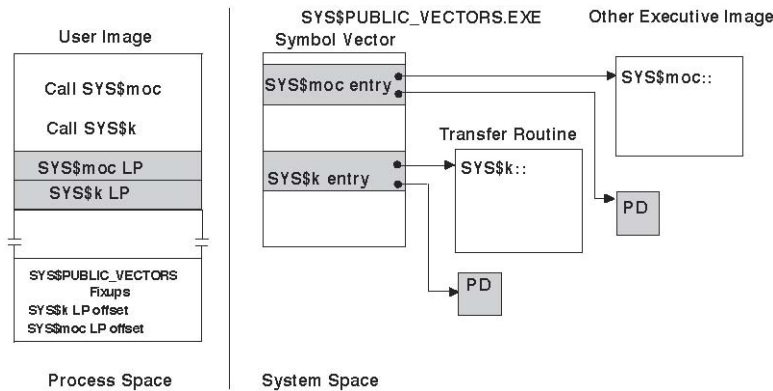 User Image
Call SYS$moc
Call SYS$k
SYS$moc LP
SYS$k LP
SYS$PUBLIC_VECTORS
Fixups
SYS$k LP offset
SYS$moc LP offset
Process Space
SYS$PUBLIC_VECTORS.EXE
Symbol Vector
SYS$moc entry
SYS$k entry
Other Executive Image
SYS$moc::
Transfer Routine
SYS$k::
PD
PD
System Space